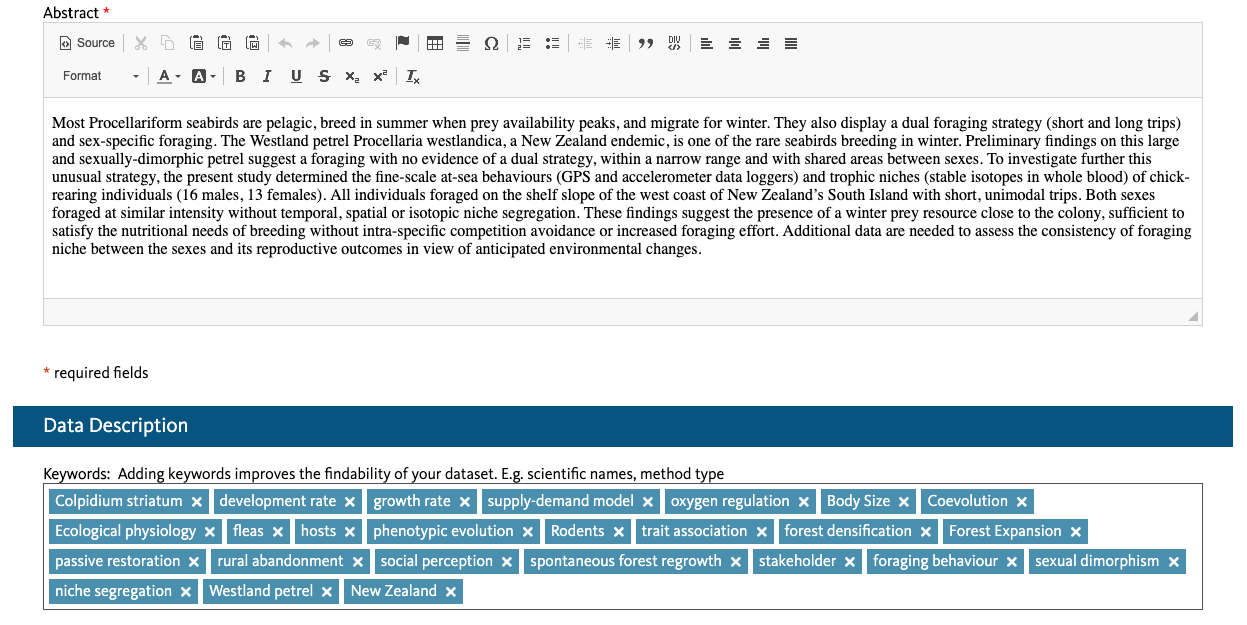 Abstract *
Source
Format
A A B I U S x₂ x² Tx
Most Procellariform seabirds are pelagic, breed in summer when prey availability peaks, and migrate for winter. They also display a dual foraging strategy (short and long trips)
and sex-specific foraging. The Westland petrel Procellaria westlandica, a New Zealand endemic, is one of the rare seabirds breeding in winter. Preliminary findings on this large
and sexually-dimorphic petrel suggest a foraging with no evidence of a dual strategy, within a narrow range and with shared areas between sexes. To investigate further this
unusual strategy, the present study determined the fine-scale at-sea behaviours (GPS and accelerometer data loggers) and trophic niches (stable isotopes in whole blood) of chick-
rearing individuals (16 males, 13 females). All individuals foraged on the shelf slope of the west coast of New Zealand’s South Island with short, unimodal trips. Both sexes
foraged at similar intensity without temporal, spatial or isotopic niche segregation. These findings suggest the presence of a winter prey resource close to the colony, sufficient to
satisfy the nutritional needs of breeding without intra-specific competition avoidance or increased foraging effort. Additional data are needed to assess the consistency of foraging
niche between the sexes and its reproductive outcomes in view of anticipated environmental changes.
* required fields
Data Description
Keywords: Adding keywords improves the findability of your dataset. E.g. scientific names, method type
Colpidium striatum × development rate × growth rate × supply-demand model × oxygen regulation × Body Size × Coevolution ×
Ecological physiology × fleas × hosts × phenotypic evolution × Rodents × trait association × forest densification × Forest Expansion ×
passive restoration × rural abandonment × social perception × spontaneous forest regrowth × stakeholder × foraging behaviour × sexual dimorphism ×
niche segregation × Westland petrel × New Zealand ×